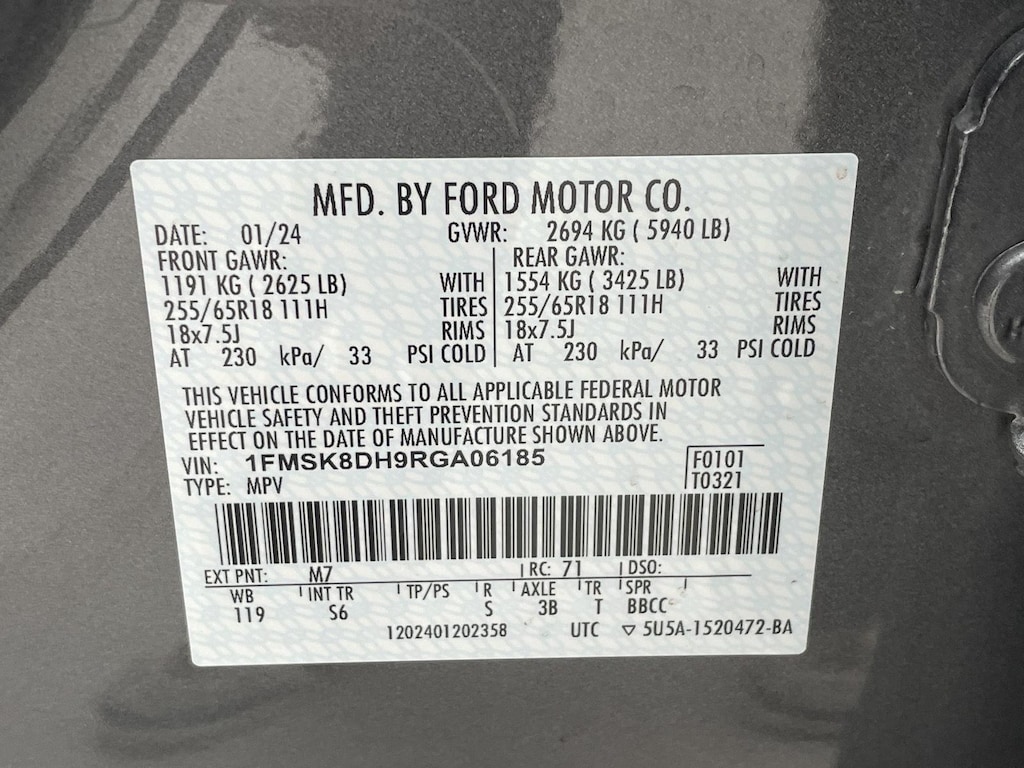 MFD. BY FORD MOTOR CO.
DATE: 01/24 GVWR: 2694 KG ( 5940 LB)
FRONT GAWR: REAR GAWR:
1191 KG ( 2625 LB) WITH 1554 KG ( 3425 LB) WITH
255/65R18 111H TIRES 255/65R18 111H TIRES
18x7.5J RIMS 18x7.5J RIMS
AT 230 kPa/ 33 PSI COLD AT 230 kPa/ 33 PSI COLD
THIS VEHICLE CONFORMS TO ALL APPLICABLE FEDERAL MOTOR
VEHICLE SAFETY AND THEFT PREVENTION STANDARDS IN
EFFECT ON THE DATE OF MANUFACTURE SHOWN ABOVE.
VIN: 1FMSK8DH9RGA06185 F0101
TYPE: MPV T0321
EXT PNT: M7 RC: 71 DSO:
WB INT TR TP/PS R AXLE TR SPR
119 S6 S 3B T BBCC
1202401202358 UTC ▽ 5U5A-1520472-BA